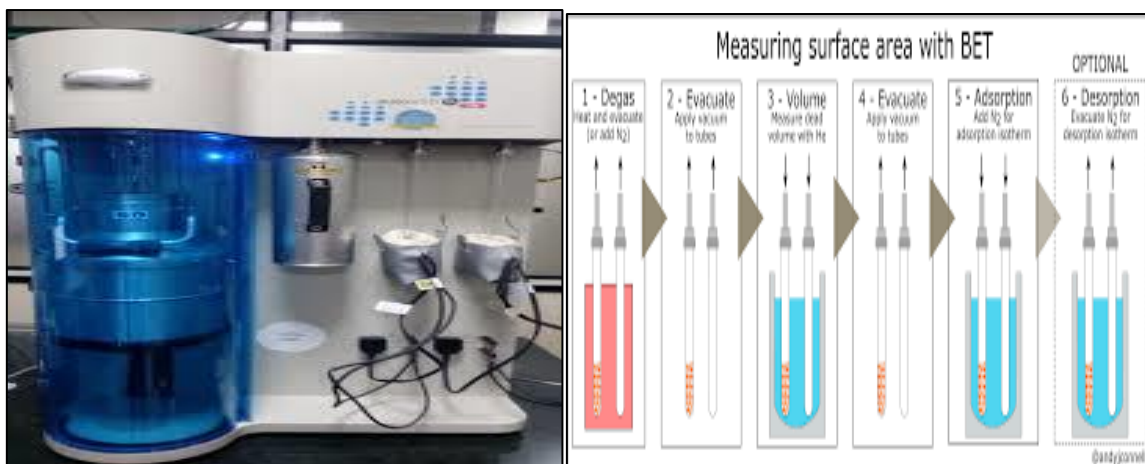 Measuring surface area with BET
OPTIONAL
1 - Degas
Heat and evacuate
(or add N2)
2 - Evacuate
Apply vacuum
to tubes
3 - Volume
Measure dead
volume with He
4 - Evacuate
Apply vacuum
to tubes
5 - Adsorption
Add N2 for
adsorption isotherm
6 - Desorption
Evacuate N2 for
desorption isotherm